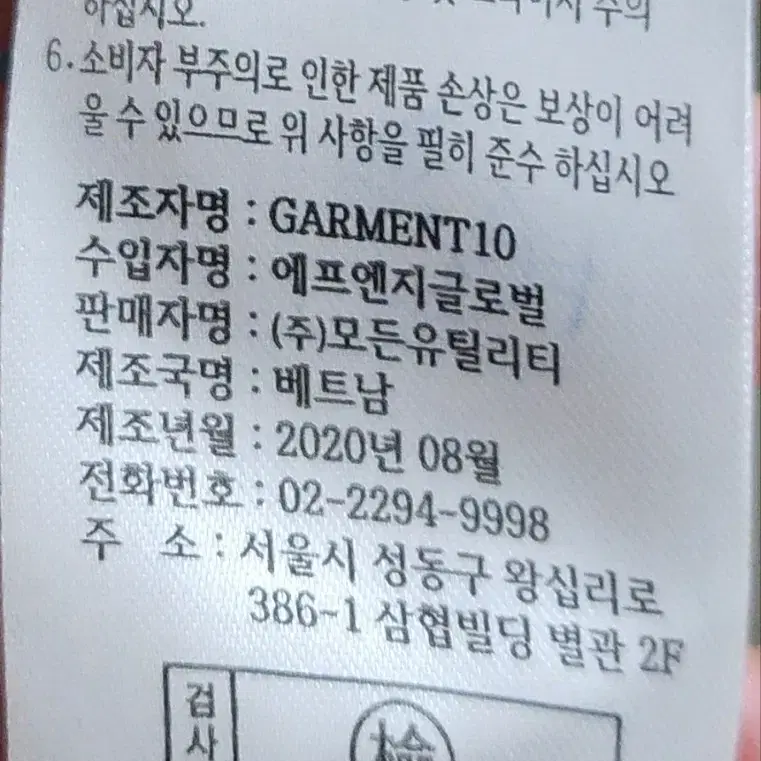 하십시오.
주의
6. 소비자 부주의로 인한 제품 손상은 보상이 어려
울 수 있으므로 위 사항을 필히 준수 하십시오
제조자명 : GARMENT10
수입자명 : 에프엔지글로벌
판매자명 : (주)모든유틸리티
제조국명 : 베트남
제조년월 : 2020년 08월
전화번호 : 02-2294-9998
주 소 : 서울시 성동구 왕십리로
386-1 삼협빌딩 별관 2F
검사